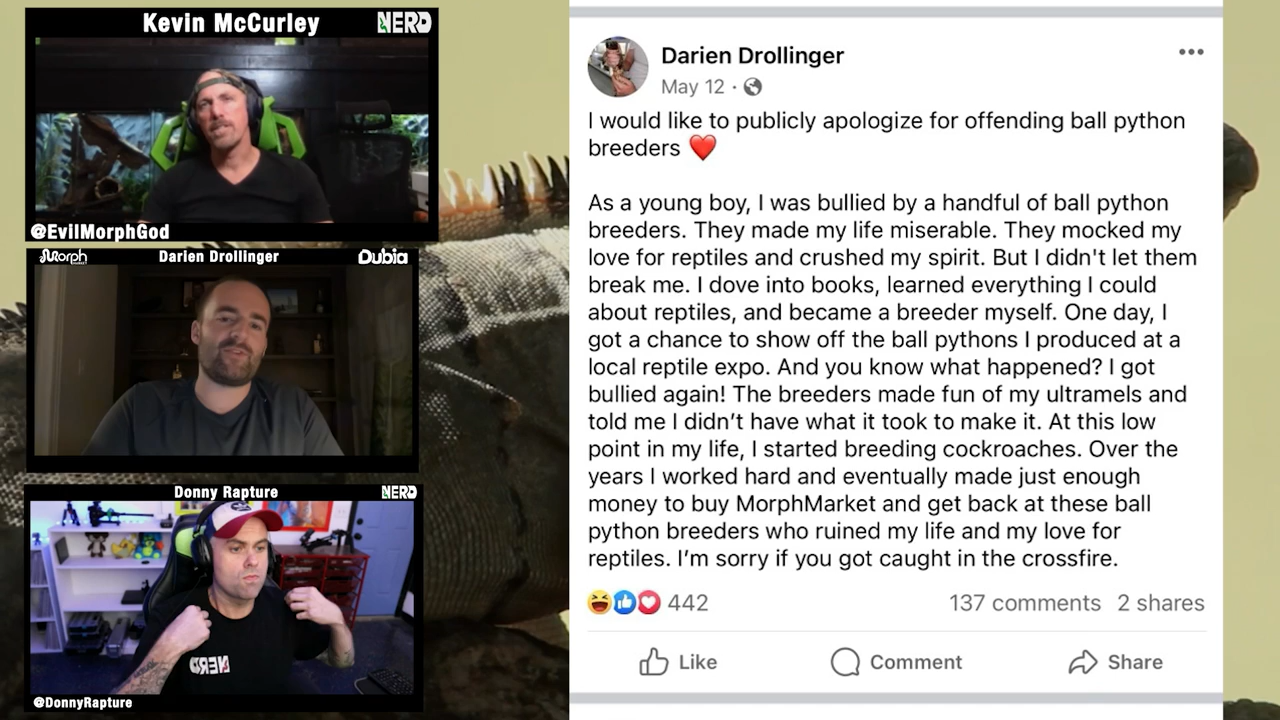 Kevin McCurley
NERD
@EvilMorphGod
Morph
Darien Drollinger
Dubia
Donny Rapture
NERD
NERD
@DonnyRapture
Darien Drollinger
May 12 ·
I would like to publicly apologize for offending ball python
breeders ❤️
As a young boy, I was bullied by a handful of ball python
breeders. They made my life miserable. They mocked my
love for reptiles and crushed my spirit. But I didn't let them
break me. I dove into books, learned everything I could
about reptiles, and became a breeder myself. One day, I
got a chance to show off the ball pythons I produced at a
local reptile expo. And you know what happened? I got
bullied again! The breeders made fun of my ultramels and
told me I didn’t have what it took to make it. At this low
point in my life, I started breeding cockroaches. Over the
years I worked hard and eventually made just enough
money to buy MorphMarket and get back at these ball
python breeders who ruined my life and my love for
reptiles. I’m sorry if you got caught in the crossfire.
442
137 comments 2 shares
Like Comment Share